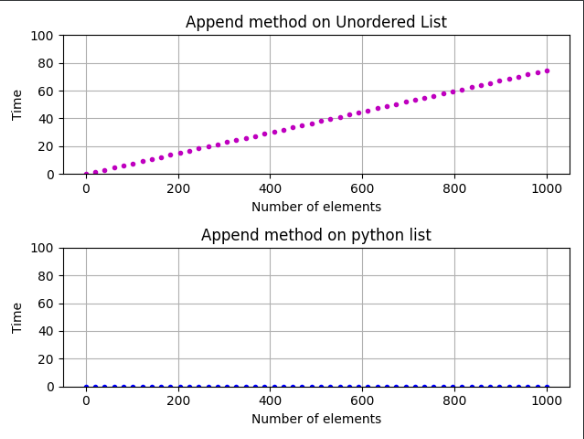 Append method on Unordered List
100
80
60
40
20
0
Time
0 200 400 600 800 1000
Number of elements
Append method on python list
100
80
60
40
20
0
Time
0 200 400 600 800 1000
Number of elements